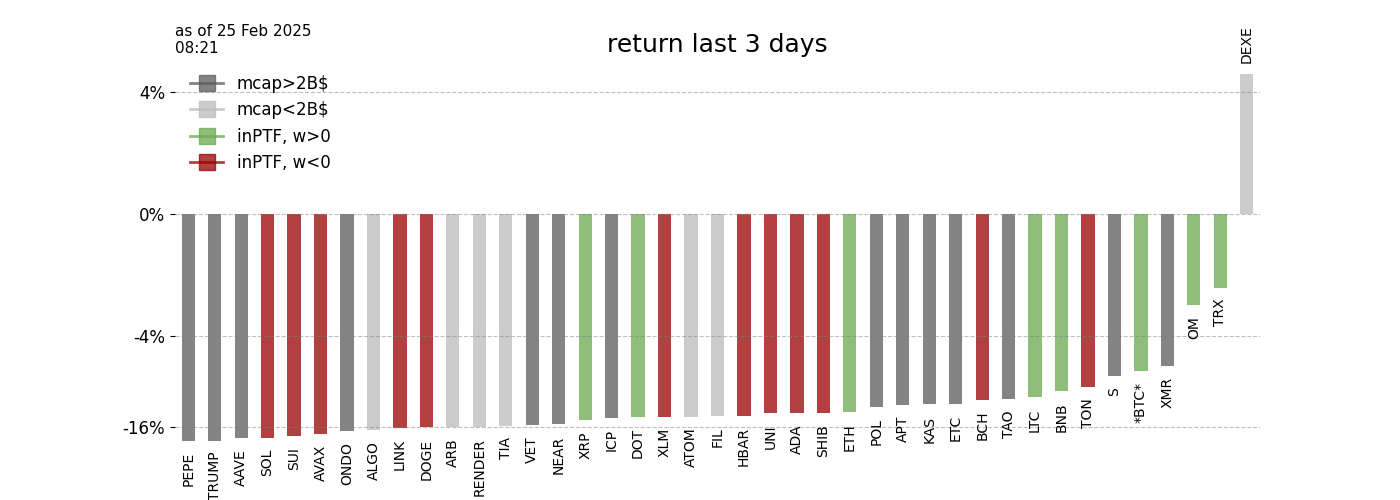 as of 25 Feb 2025
08:21
return last 3 days
mcap>2B$
mcap<2B$
inPTF, w>0
inPTF, w<0
4%
0%
-4%
-16%
PEPE
TRUMP
AAVE
SOL
SUI
AVAX
ONDO
ALGO
LINK
DOGE
ARB
RENDER
TIA
VET
NEAR
XRP
ICP
DOT
XLM
ATOM
FIL
HBAR
UNI
ADA
SHIB
ETH
POL
APT
KAS
ETC
BCH
TAO
LTC
BNB
TON
S
*BTC*
XMR
OM
TRX
DEXE